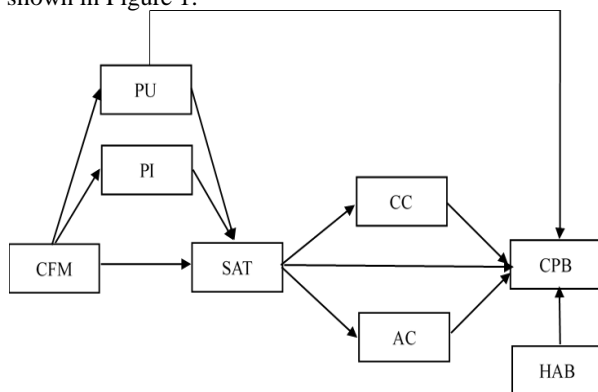 shown in Figure 1.
PU
PI
CC
CFM
SAT
CPB
AC
HAB